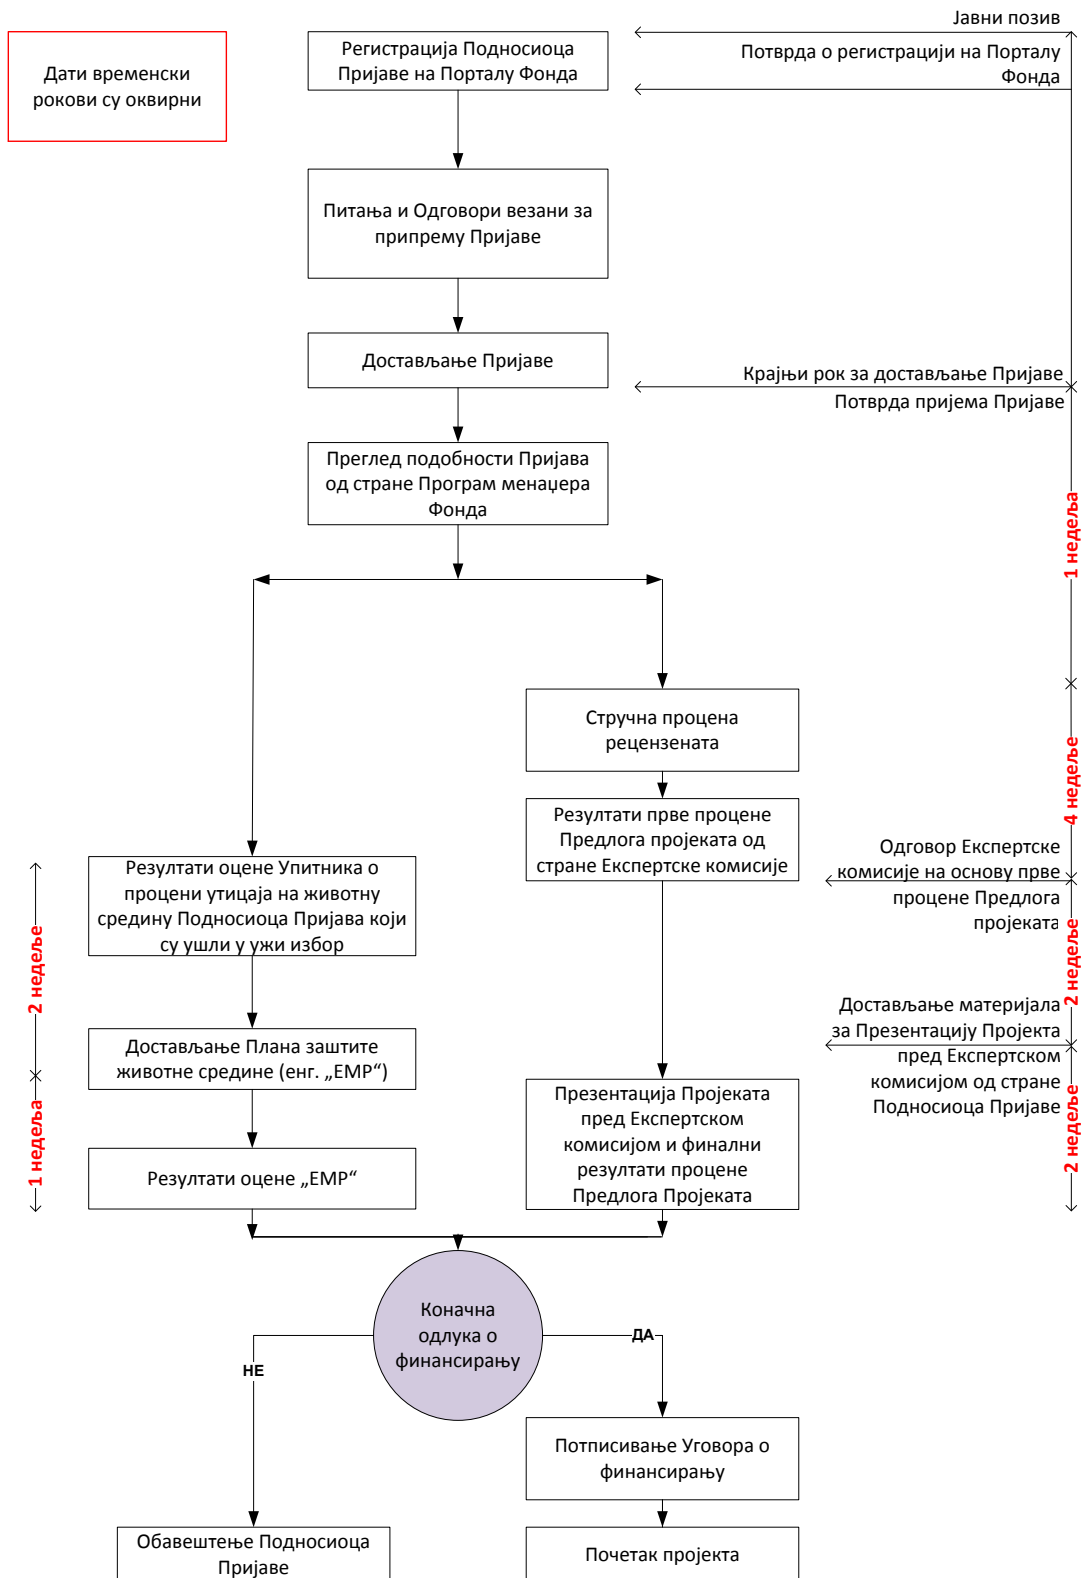 Јавни позив
Регистрација Подносиоца
Пријаве на Порталу Фонда
Потврда о регистрацији на Порталу
Фонда
Дати временски
рокови су оквирни
Питања и Одговори везани за
припрему Пријаве
Достављање Пријаве
Крајњи рок за достављање Пријаве
Потврда пријема Пријаве
Преглед подобности Пријава
од стране Програм менаџера
Фонда
1 недеља
Стручна процена
рецензената
4 недеље
Резултати прве процене
Предлога пројеката од
стране Експертске комисије
Одговор Експертске
комисије на основу прве
процене Предлога
пројеката
Резултати оцене Упитника о
процени утицаја на животну
средину Подносиоца Пријава који
су ушли у ужи избор
2 недеље
2 недеље
Достављање материјала
за Презентацију Пројекта
пред Експертском
комисијом од стране
Подносиоца Пријаве
Достављање Плана заштите
животне средине (енг. „EMP“)
Презентација Пројеката
пред Експертском
комисијом и финални
резултати процене
Предлога Пројеката
2 недеље
1 недеља
Резултати оцене „EMP“
Коначна
одлука о
финансирању
НЕ
ДА
Потписивање Уговора о
финансирању
Обавештење Подносиоца
Пријаве
Почетак пројекта